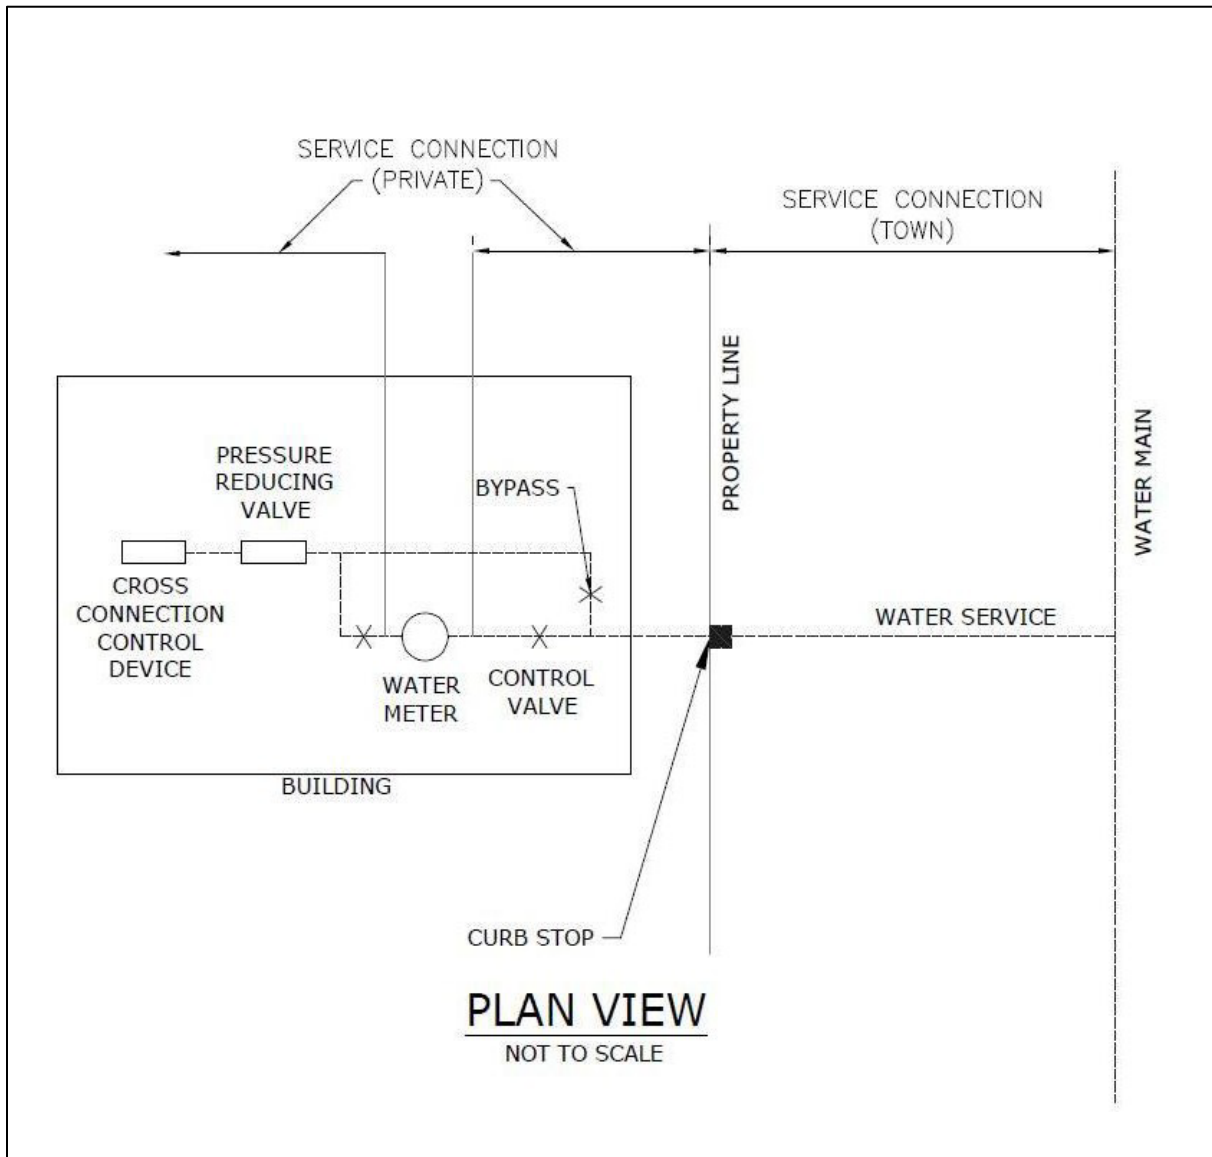 SERVICE CONNECTION
(PRIVATE)
SERVICE CONNECTION
(TOWN)
PROPERTY LINE
WATER MAIN
PRESSURE
REDUCING
VALVE
BYPASS
CROSS
CONNECTION
CONTROL
DEVICE
WATER
METER
CONTROL
VALVE
WATER SERVICE
BUILDING
CURB STOP
PLAN VIEW
NOT TO SCALE